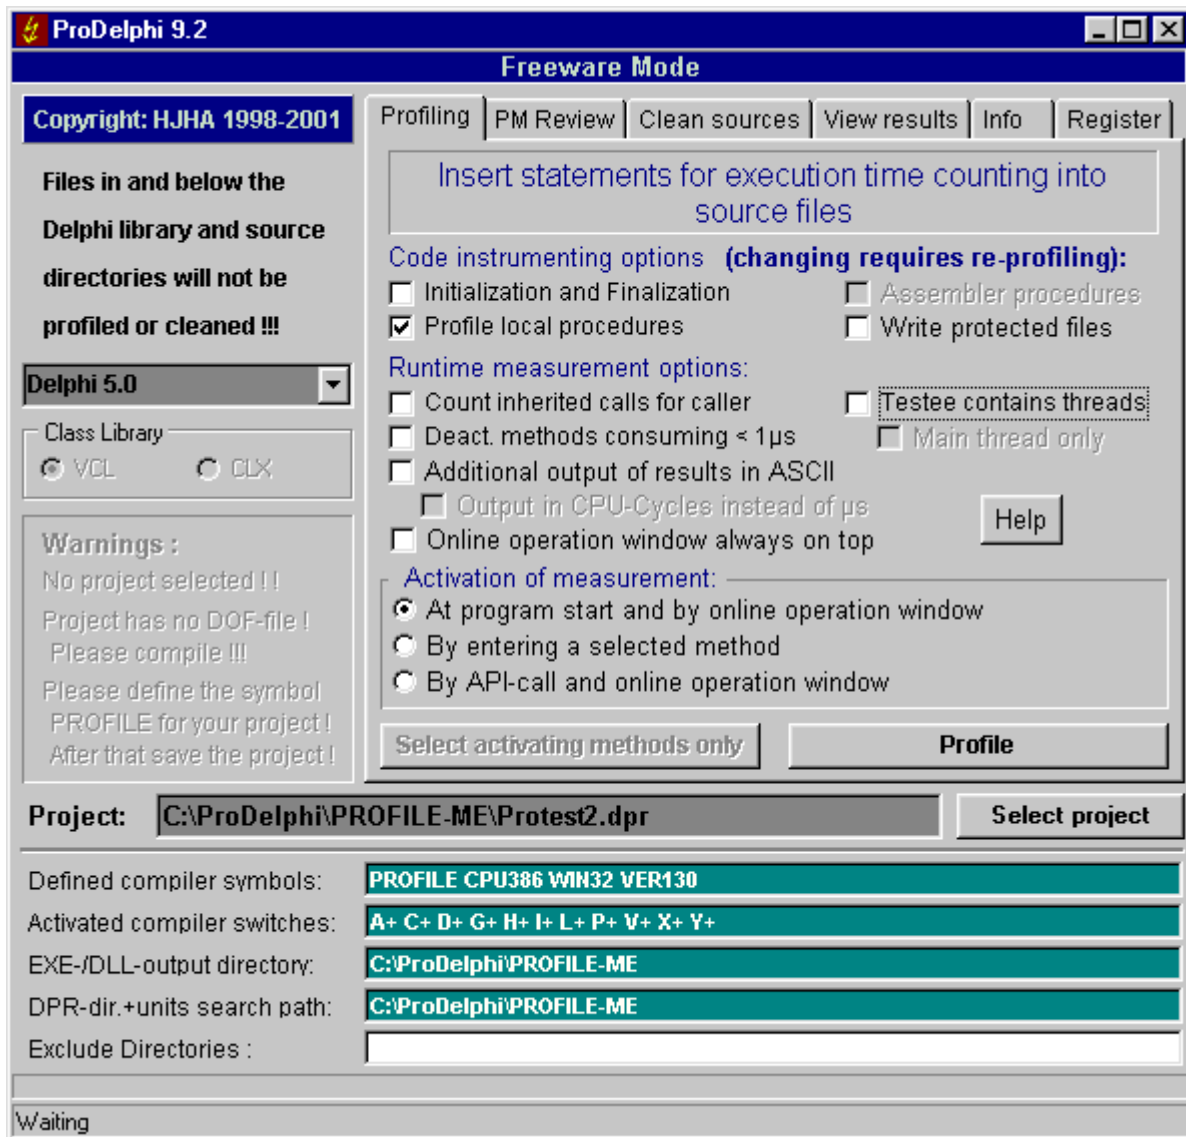 ProDelphi 9.2
Freeware Mode
Copyright: HJHA 1998-2001
Files in and below the
Delphi library and source
directories will not be
profiled or cleaned !!!
Delphi 5.0
Class Library
VCL CLX
Warnings :
No project selected ! !
Project has no DOF-file !
Please compile !!!
Please define the symbol
PROFILE for your project !
After that save the project !
Profiling PM Review Clean sources View results Info Register
Insert statements for execution time counting into
source files
Code instrumenting options (changing requires re-profiling):
Initialization and Finalization Assembler procedures
Profile local procedures Write protected files
Runtime measurement options:
Count inherited calls for caller Testee contains threads
Deact. methods consuming < 1µs Main thread only
Additional output of results in ASCII
Output in CPU-Cycles instead of µs
Help
Online operation window always on top
Activation of measurement:
At program start and by online operation window
By entering a selected method
By API-call and online operation window
Select activating methods only Profile
Project: C:\ProDelphi\PROFILE-ME\Protest2.dpr Select project
Defined compiler symbols: PROFILE CPU386 WIN32 VER130
Activated compiler switches: A+ C+ D+ G+ H+ I+ L+ P+ V+ X+ Y+
EXE-/DLL-output directory: C:\ProDelphi\PROFILE-ME
DPR-dir.+units search path: C:\ProDelphi\PROFILE-ME
Exclude Directories :
Waiting